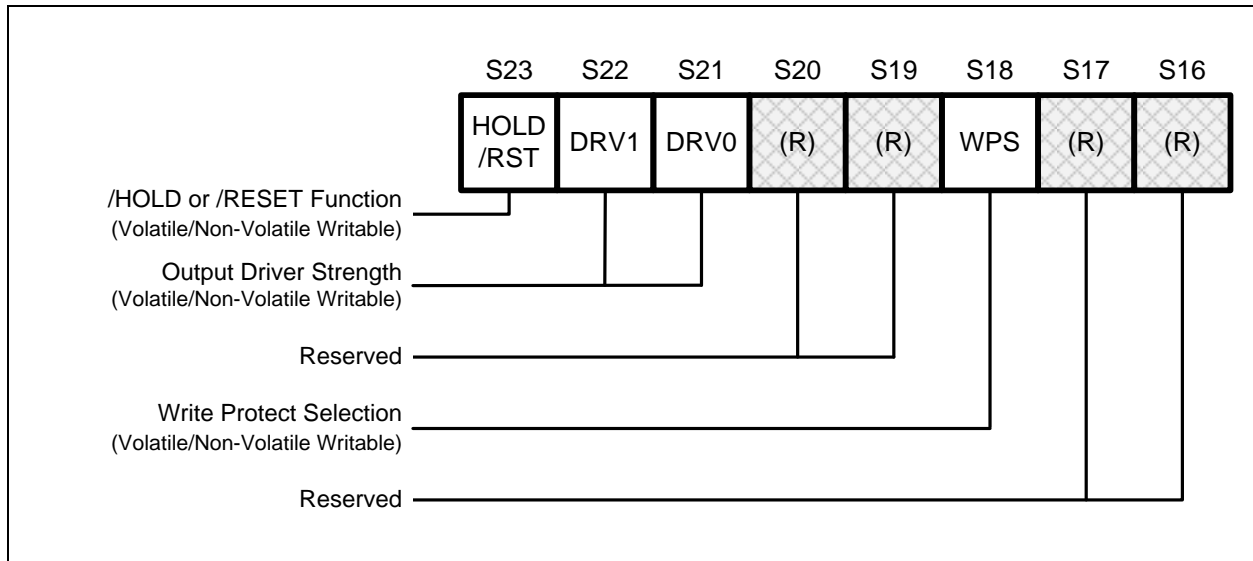 S23 S22 S21 S20 S19 S18 S17 S16
HOLD
/RST DRV1 DRV0 (R) (R) WPS (R) (R)
/HOLD or /RESET Function
(Volatile/Non-Volatile Writable)
Output Driver Strength
(Volatile/Non-Volatile Writable)
Reserved
Write Protect Selection
(Volatile/Non-Volatile Writable)
Reserved